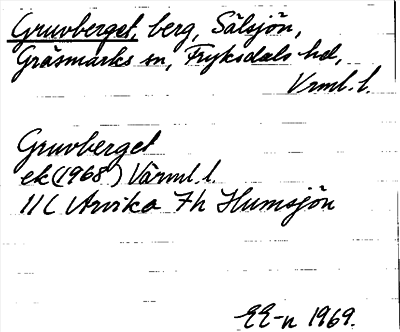 Gruvberget, berg, Sälsjön,
Gräsmarks sn, Fryksdals hd,
Vrml. l.
Gruvberget
ek (1968) Värml. l.
11C Arvika 7h Humsjön
EE-n 1969.